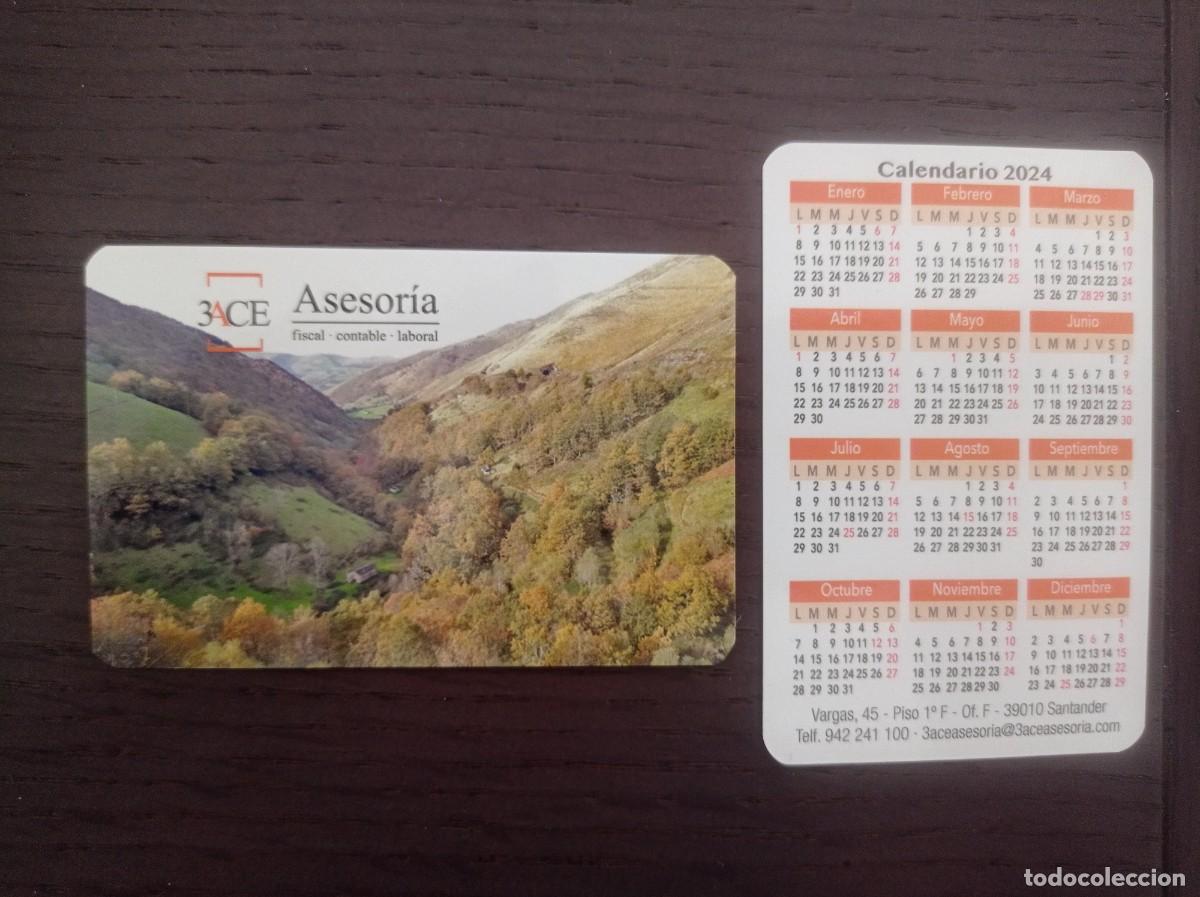 3ACE
Asesoría
fiscal · contable · laboral
Calendario 2024
Enero
L M M J V S D
1 2 3 4 5 6 7
8 9 10 11 12 13 14
15 16 17 18 19 20 21
22 23 24 25 26 27 28
29 30 31
Febrero
L M M J V S D
1 2 3 4
5 6 7 8 9 10 11
12 13 14 15 16 17 18
19 20 21 22 23 24 25
26 27 28 29
Marzo
L M M J V S D
1 2 3
4 5 6 7 8 9 10
11 12 13 14 15 16 17
18 19 20 21 22 23 24
25 26 27 28 29 30 31
Abril
L M M J V S D
1 2 3 4 5 6 7
8 9 10 11 12 13 14
15 16 17 18 19 20 21
22 23 24 25 26 27 28
29 30
Mayo
L M M J V S D
1 2 3 4 5
6 7 8 9 10 11 12
13 14 15 16 17 18 19
20 21 22 23 24 25 26
27 28 29 30 31
Junio
L M M J V S D
1 2
3 4 5 6 7 8 9
10 11 12 13 14 15 16
17 18 19 20 21 22 23
24 25 26 27 28 29 30
Julio
L M M J V S D
1 2 3 4 5 6 7
8 9 10 11 12 13 14
15 16 17 18 19 20 21
22 23 24 25 26 27 28
29 30 31
Agosto
L M M J V S D
1 2 3 4
5 6 7 8 9 10 11
12 13 14 15 16 17 18
19 20 21 22 23 24 25
26 27 28 29 30 31
Septiembre
L M M J V S D
1
2 3 4 5 6 7 8
9 10 11 12 13 14 15
16 17 18 19 20 21 22
23 24 25 26 27 28 29
30
Octubre
L M M J V S D
1 2 3 4 5 6
7 8 9 10 11 12 13
14 15 16 17 18 19 20
21 22 23 24 25 26 27
28 29 30 31
Noviembre
L M M J V S D
1 2 3
4 5 6 7 8 9 10
11 12 13 14 15 16 17
18 19 20 21 22 23 24
25 26 27 28 29 30
Diciembre
L M M J V S D
1
2 3 4 5 6 7 8
9 10 11 12 13 14 15
16 17 18 19 20 21 22
23 24 25 26 27 28 29
Vargas, 45 - Piso 1º F - Of. F - 39010 Santander
Telf. 942 241 100 · 3aceasesoria@3aceasesoria.com
todocoleccion